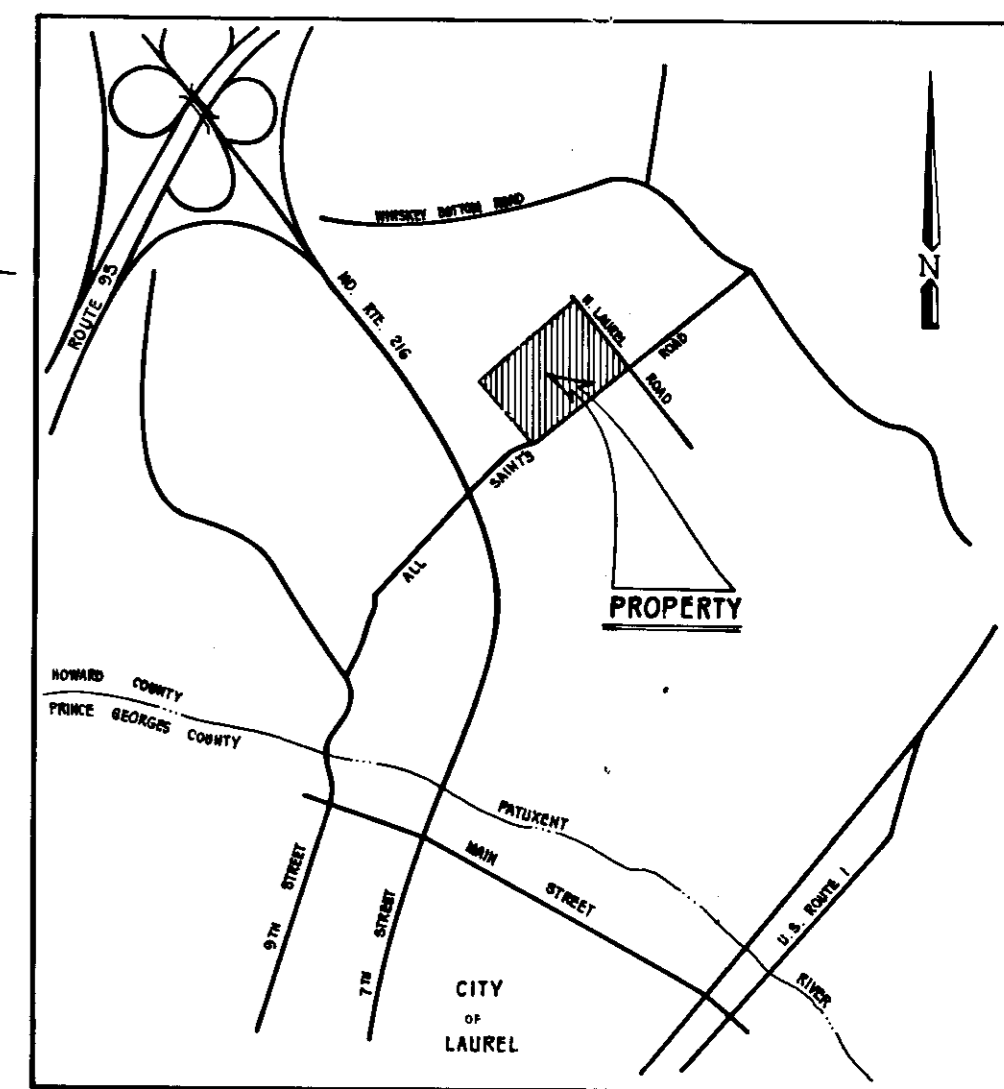 WHISKEY BOTTOM ROAD
ROUTE 95
MD. RTE. 216
N. LAUREL
ROAD
ROAD
N
SAINT'S
ALL
PROPERTY
HOWARD COUNTY
PRINCE GEORGES COUNTY
PATUXENT
MAIN
STREET
9TH STREET
7TH STREET
U.S. ROUTE 1
RIVER
CITY
OF
LAUREL